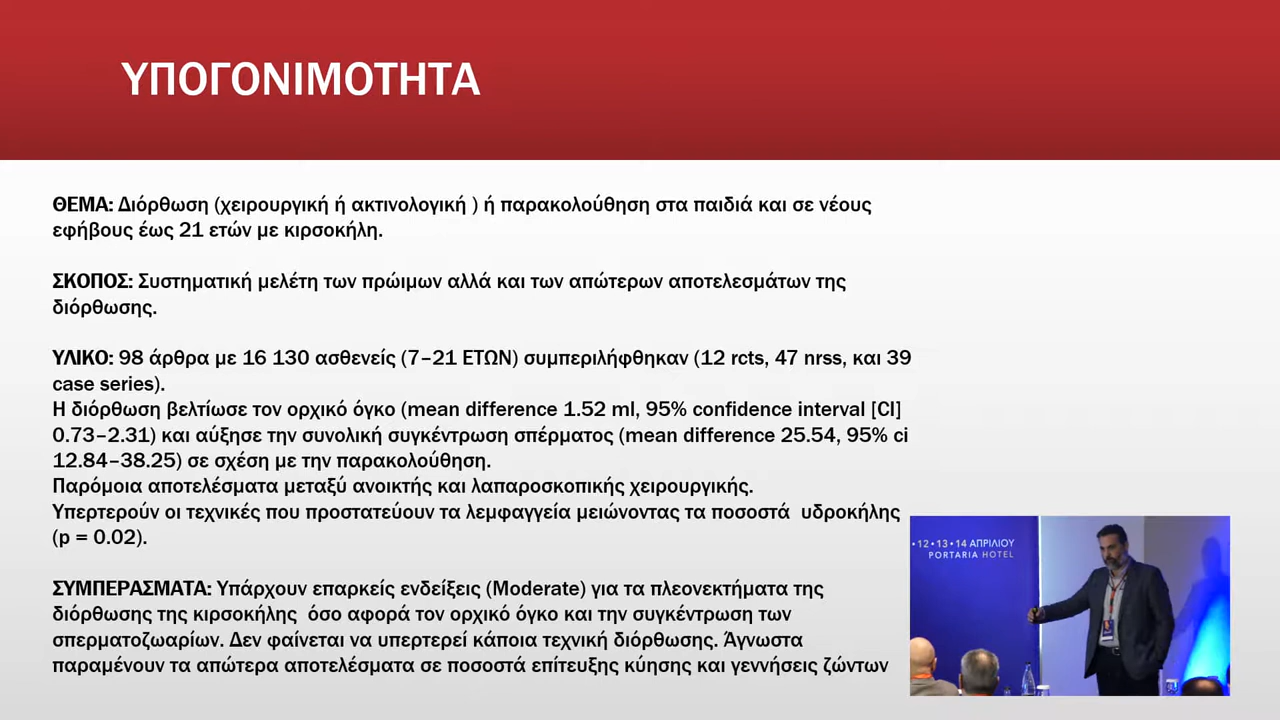 ΥΠΟΓΟΝΙΜΟΤΗΤΑ
ΘΕΜΑ: Διόρθωση (χειρουργική ή ακτινολογική ) ή παρακολούθηση στα παιδιά και σε νέους
εφήβους έως 21 ετών με κιρσοκήλη.
ΣΚΟΠΟΣ: Συστηματική μελέτη των πρώιμων αλλά και των απώτερων αποτελεσμάτων της
διόρθωσης.
ΥΛΙΚΟ: 98 άρθρα με 16 130 ασθενείς (7–21 ΕΤΩΝ) συμπεριλήφθηκαν (12 rcts, 47 nrss, και 39
case series).
Η διόρθωση βελτίωσε τον ορχικό όγκο (mean difference 1.52 ml, 95% confidence interval [CI]
0.73–2.31) και αύξησε την συνολική συγκέντρωση σπέρματος (mean difference 25.54, 95% ci
12.84–38.25) σε σχέση με την παρακολούθηση.
Παρόμοια αποτελέσματα μεταξύ ανοικτής και λαπαροσκοπικής χειρουργικής.
Υπερτερούν οι τεχνικές που προστατεύουν τα λεμφαγγεία μειώνοντας τα ποσοστά υδροκήλης
(p = 0.02).
ΣΥΜΠΕΡΑΣΜΑΤΑ: Υπάρχουν επαρκείς ενδείξεις (Moderate) για τα πλεονεκτήματα της
διόρθωσης της κιρσοκήλης όσο αφορά τον ορχικό όγκο και την συγκέντρωση των
σπερματοζωαρίων. Δεν φαίνεται να υπερτερεί κάποια τεχνική διόρθωσης. Άγνωστα
παραμένουν τα απώτερα αποτελέσματα σε ποσοστά επίτευξης κύησης και γεννήσεις ζώντων
•12•13•14 ΑΠΡΙΛΙΟΥ
PORTARIA HOTEL